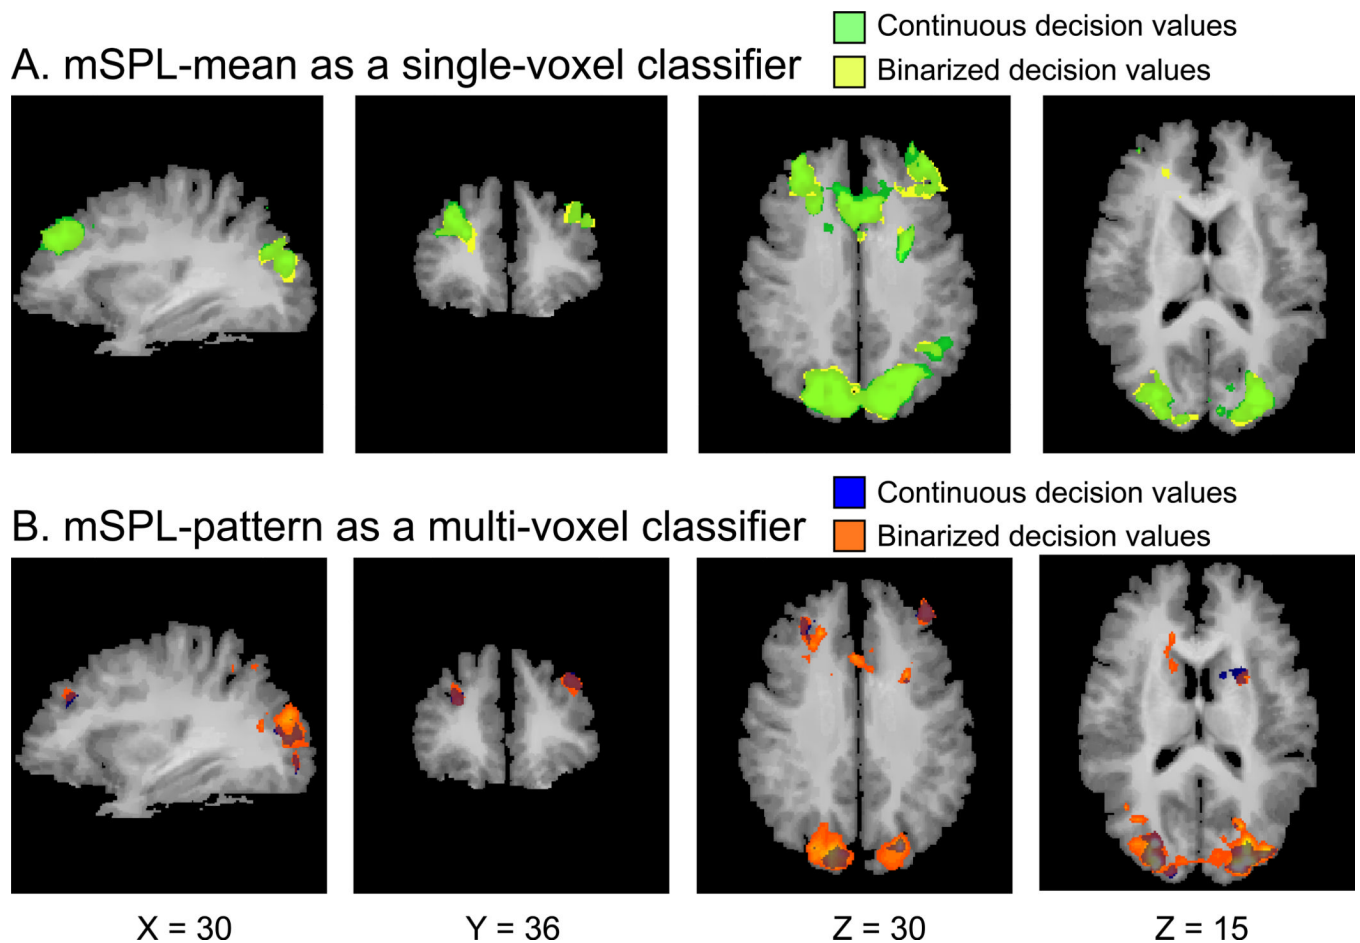 Continuous decision values
A. mSPL-mean as a single-voxel classifier
Binarized decision values
Continuous decision values
B. mSPL-pattern as a multi-voxel classifier
Binarized decision values
X = 30
Y = 36
Z = 30
Z = 15